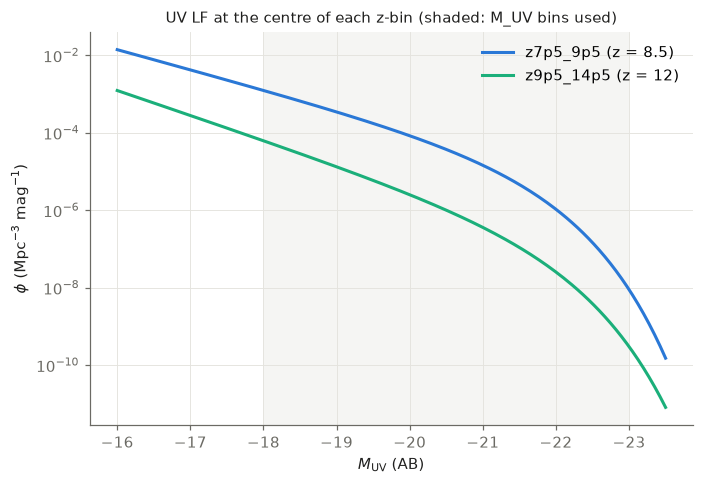 UV LF at the centre of each z-bin (shaded: M_UV bins used)
z7p5_9p5 (z = 8.5)
z9p5_14p5 (z = 12)
ϕ (Mpc⁻³ mag⁻¹)
10⁻²
10⁻⁴
10⁻⁶
10⁻⁸
10⁻¹⁰
−16 −17 −18 −19 −20 −21 −22 −23
M_UV (AB)